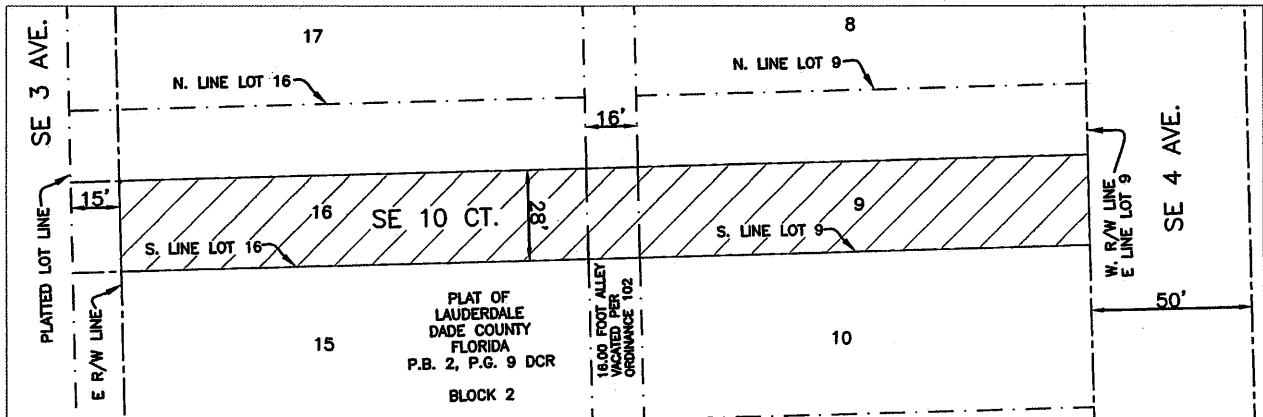 SE 3 AVE.
17
8
N. LINE LOT 16
N. LINE LOT 9
16'
SE 4 AVE.
PLATTED LOT LINE
15'
16
SE 10 CT.
28'
9
S. LINE LOT 16
S. LINE LOT 9
W. R/W LINE
E LINE LOT 9
E R/W LINE
15
PLAT OF
LAUDERDALE
DADE COUNTY
FLORIDA
P.B. 2, P.G. 9 DCR
BLOCK 2
16.00 FOOT ALLEY
VACATED PER
ORDINANCE 102
10
50'